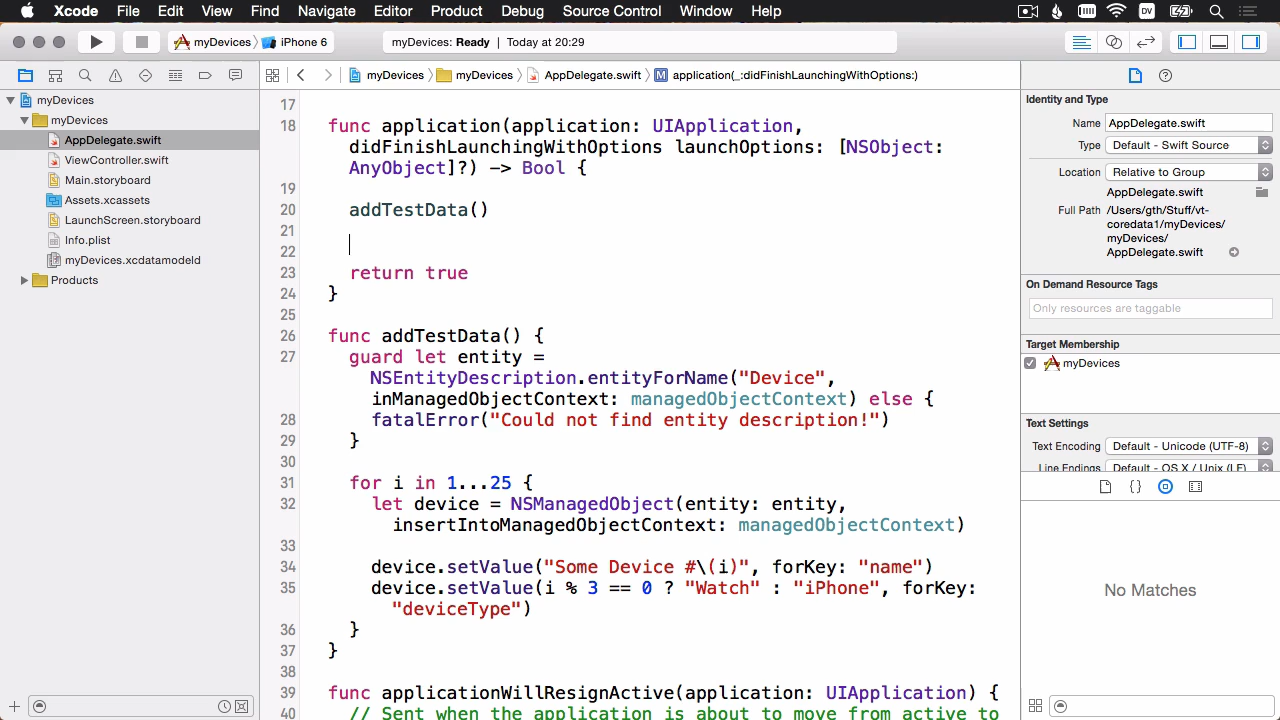 Xcode File Edit View Find Navigate Editor Product Debug Source Control Window Help DV
myDevices iPhone 6 myDevices: Ready | Today at 20:29
myDevices myDevices AppDelegate.swift M application(_:didFinishLaunchingWithOptions:)
myDevices
myDevices
AppDelegate.swift
ViewController.swift
Main.storyboard
Assets.xcassets
LaunchScreen.storyboard
Info.plist
myDevices.xcdatamodeld
Products
17
18 func application(application: UIApplication,
didFinishLaunchingWithOptions launchOptions: [NSObject:
AnyObject]?) -> Bool {
19
20 addTestData()
21
22
23 return true
24 }
25
26 func addTestData() {
27 guard let entity =
NSEntityDescription.entityForName("Device",
inManagedObjectContext: managedObjectContext) else {
28 fatalError("Could not find entity description!")
29 }
30
31 for i in 1...25 {
32 let device = NSManagedObject(entity: entity,
insertIntoManagedObjectContext: managedObjectContext)
33
34 device.setValue("Some Device #\(i)", forKey: "name")
35 device.setValue(i % 3 == 0 ? "Watch" : "iPhone", forKey:
"deviceType")
36 }
37 }
38
39 func applicationWillResignActive(application: UIApplication) {
40 // Sent when the application is about to move from active to
Identity and Type
Name AppDelegate.swift
Type Default - Swift Source
Location Relative to Group
AppDelegate.swift
Full Path /Users/gth/Stuff/vt-
coredata1/myDevices/
myDevices/
AppDelegate.swift
On Demand Resource Tags
Only resources are taggable
Target Membership
myDevices
Text Settings
Text Encoding Default - Unicode (UTF-8)
Line Endings Default - OS X / Unix (LF)
No Matches